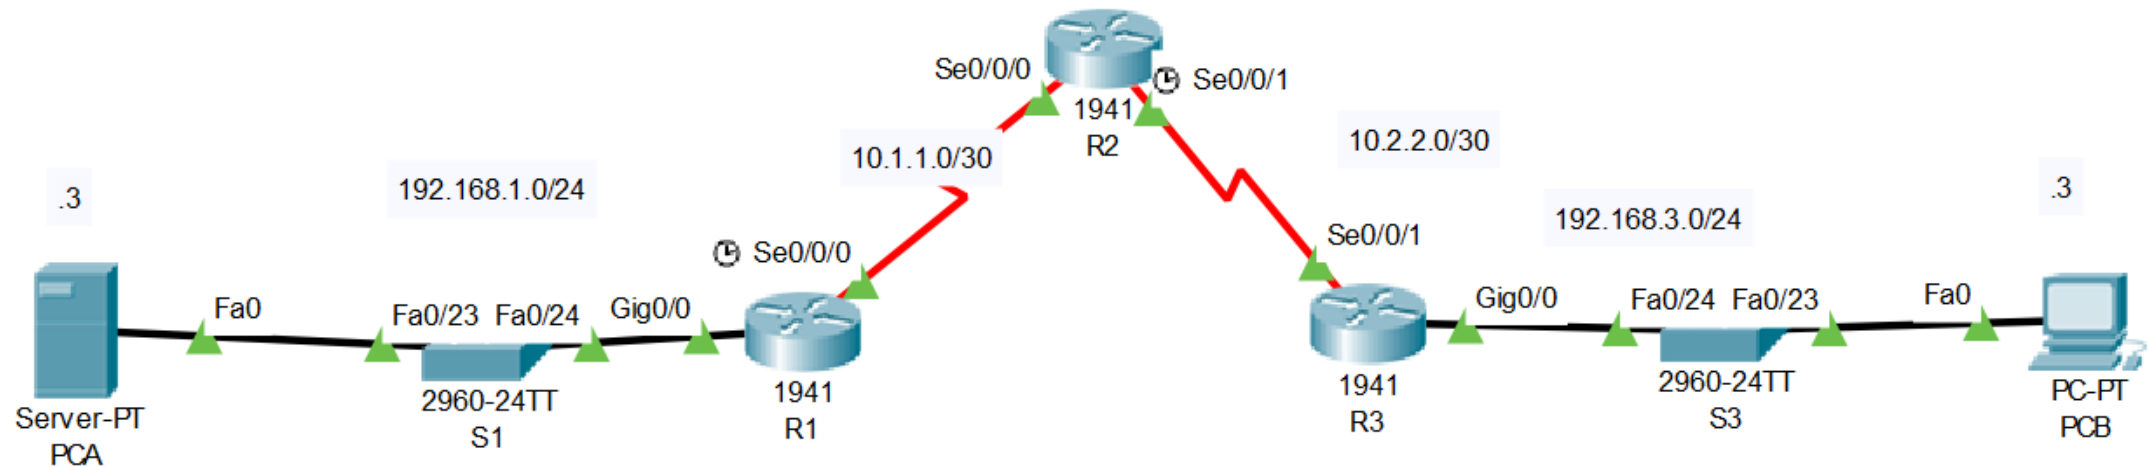 Se0/0/0
Se0/0/1
1941
R2
10.1.1.0/30
10.2.2.0/30
.3
192.168.1.0/24
.3
192.168.3.0/24
Se0/0/0
Se0/0/1
Fa0
Fa0/23
Fa0/24
Gig0/0
Gig0/0
Fa0/24
Fa0/23
Fa0
Server-PT
PCA
2960-24TT
S1
1941
R1
1941
R3
2960-24TT
S3
PC-PT
PCB